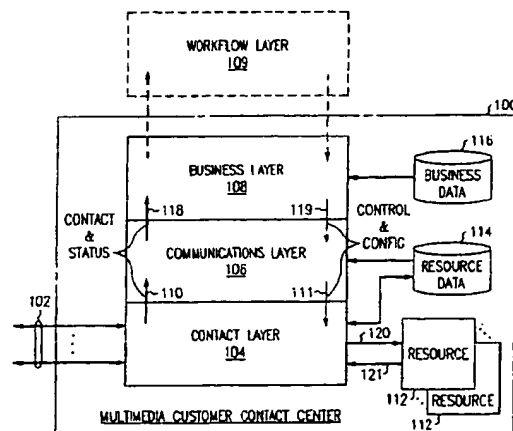 WORKFLOW LAYER
109
100
BUSINESS LAYER
108
116
BUSINESS
DATA
CONTACT
&
STATUS
118
119
CONTROL
&
CONFIG
COMMUNICATIONS LAYER
106
114
RESOURCE
DATA
102
110
111
CONTACT LAYER
104
120
121
RESOURCE
112
RESOURCE
112
MULTIMEDIA CUSTOMER CONTACT CENTER